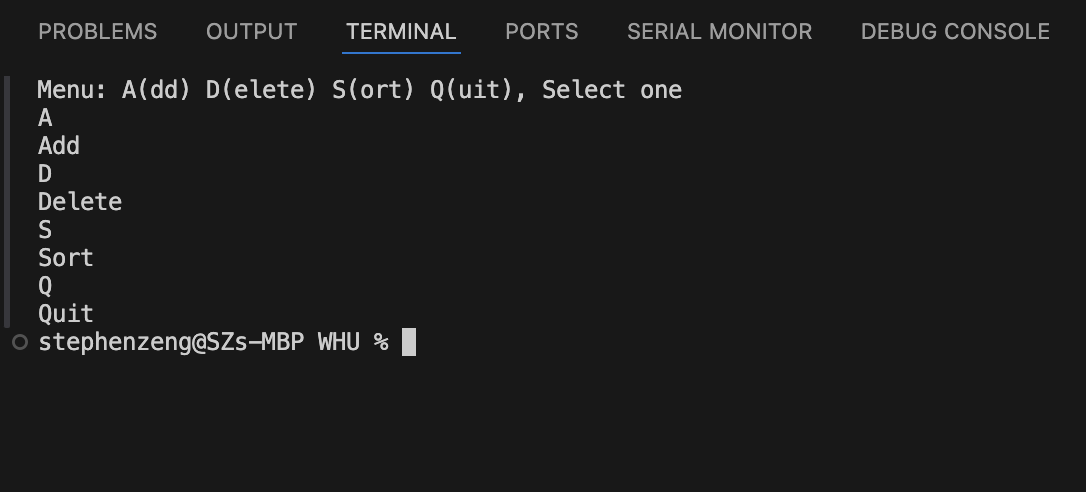 PROBLEMS OUTPUT TERMINAL PORTS SERIAL MONITOR DEBUG CONSOLE
Menu: A(dd) D(elete) S(ort) Q(uit), Select one
A
Add
D
Delete
S
Sort
Q
Quit
stephenzeng@SZs-MBP WHU %